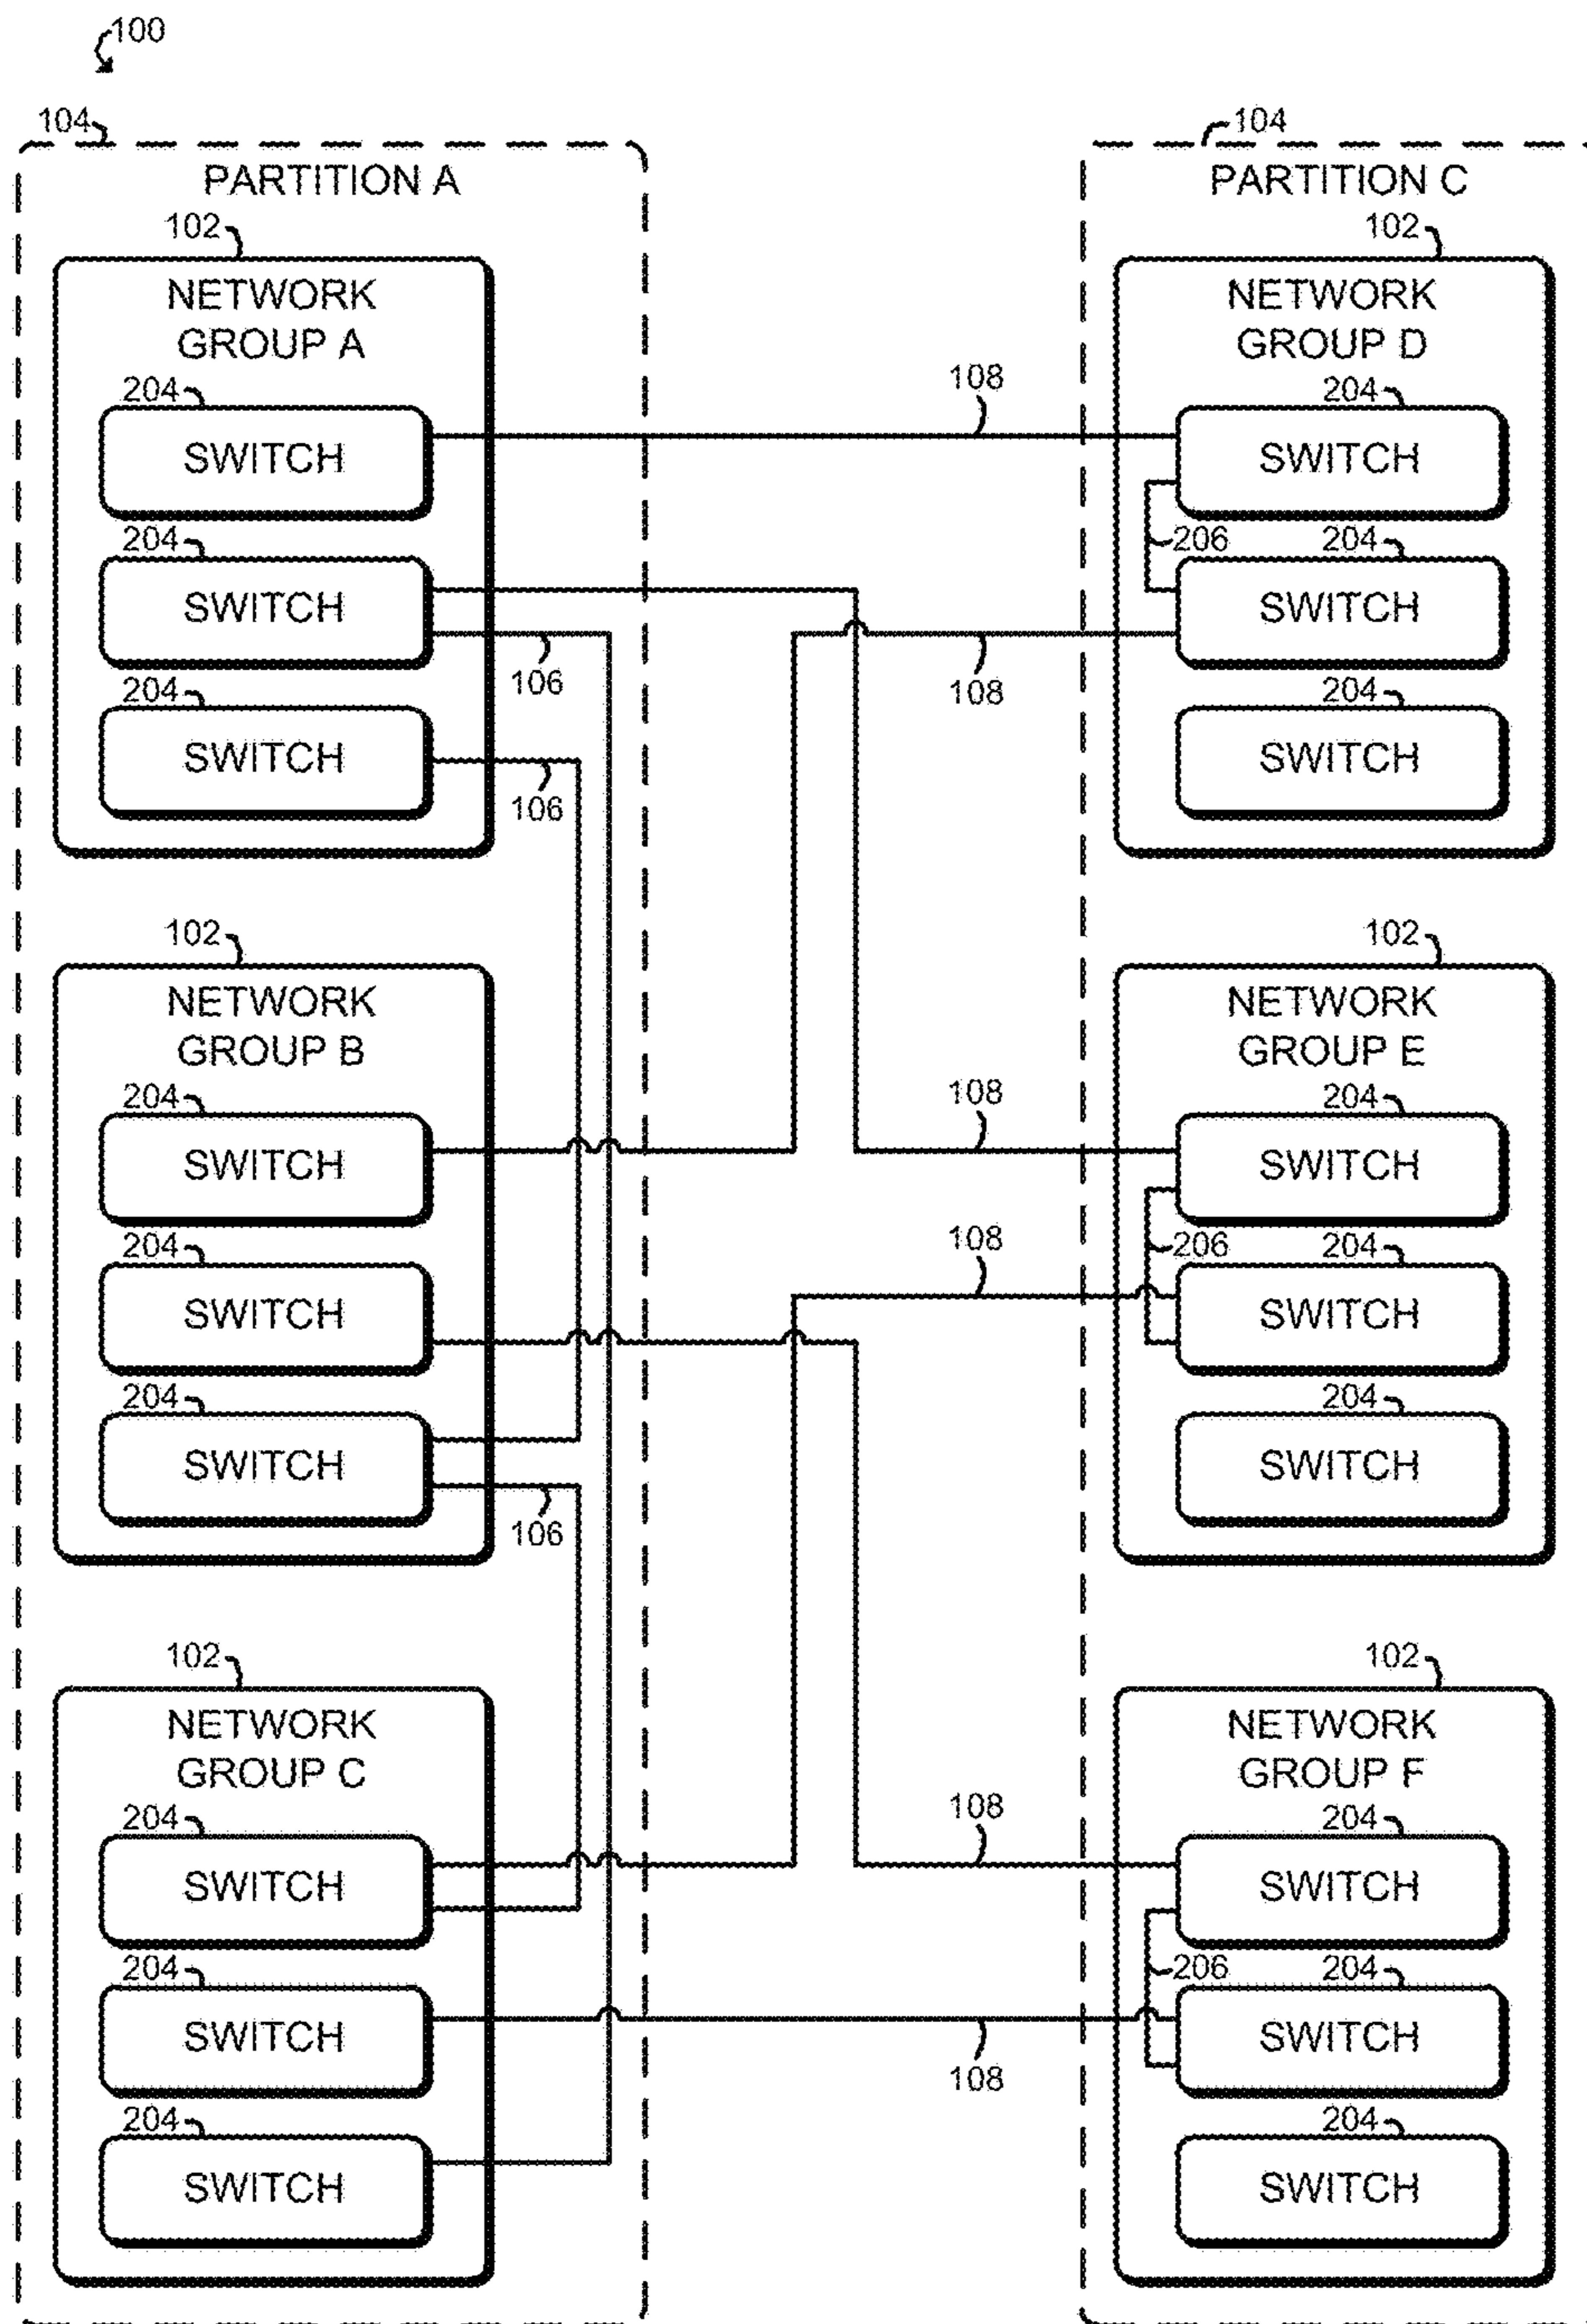 100
104
104
PARTITION A
PARTITION C
102
102
NETWORK
GROUP A
NETWORK
GROUP D
204
108
204
SWITCH
SWITCH
204
206
204
SWITCH
SWITCH
106
108
204
204
SWITCH
SWITCH
106
102
102
NETWORK
GROUP B
NETWORK
GROUP E
204
108
204
SWITCH
SWITCH
204
108
206
204
SWITCH
SWITCH
204
204
SWITCH
SWITCH
106
102
102
NETWORK
GROUP C
NETWORK
GROUP F
204
108
204
SWITCH
SWITCH
204
206
204
SWITCH
SWITCH
108
204
204
SWITCH
SWITCH